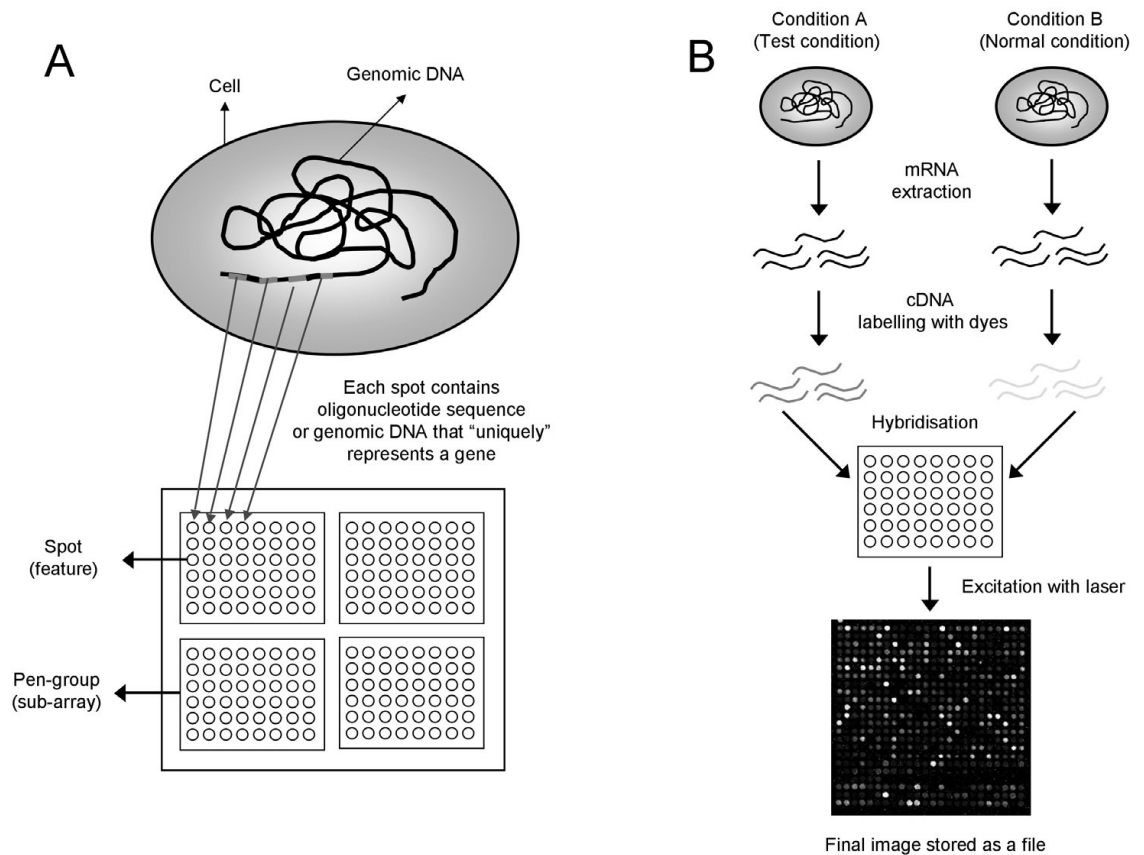 A
Cell
Genomic DNA
Each spot contains
oligonucleotide sequence
or genomic DNA that “uniquely”
represents a gene
Spot
(feature)
Pen-group
(sub-array)
B
Condition A
(Test condition)
Condition B
(Normal condition)
mRNA
extraction
cDNA
labelling with dyes
Hybridisation
Excitation with laser
Final image stored as a file